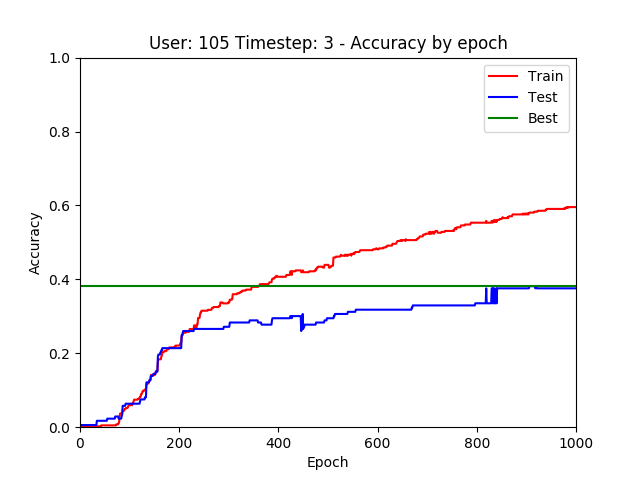 User: 105 Timestep: 3 - Accuracy by epoch
1.0
0.8
0.6
0.4
0.2
0.0
Accuracy
Train
Test
Best
0 200 400 600 800 1000
Epoch